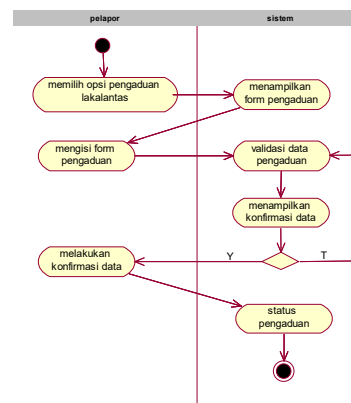 pelapor
sistem
memilih opsi pengaduan
lakalantas
menampilkan
form pengaduan
mengisi form
pengaduan
validasi data
pengaduan
menampilkan
konfirmasi data
Y
T
melakukan
konfirmasi data
status
pengaduan